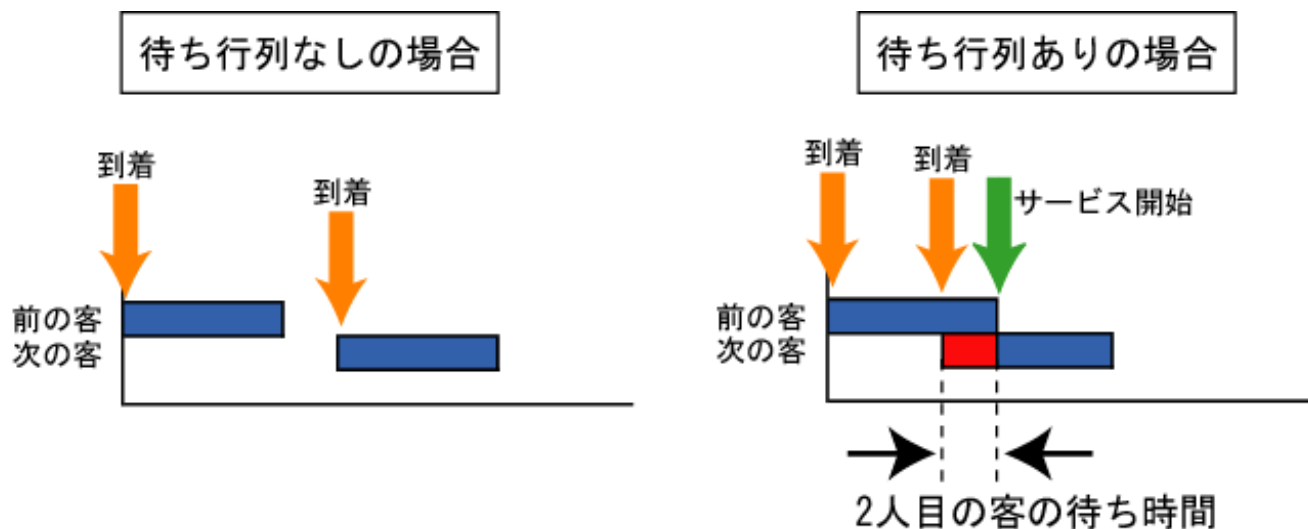 待ち行列なしの場合
到着
到着
前の客
次の客
待ち行列ありの場合
到着
到着
サービス開始
前の客
次の客
2人目の客の待ち時間